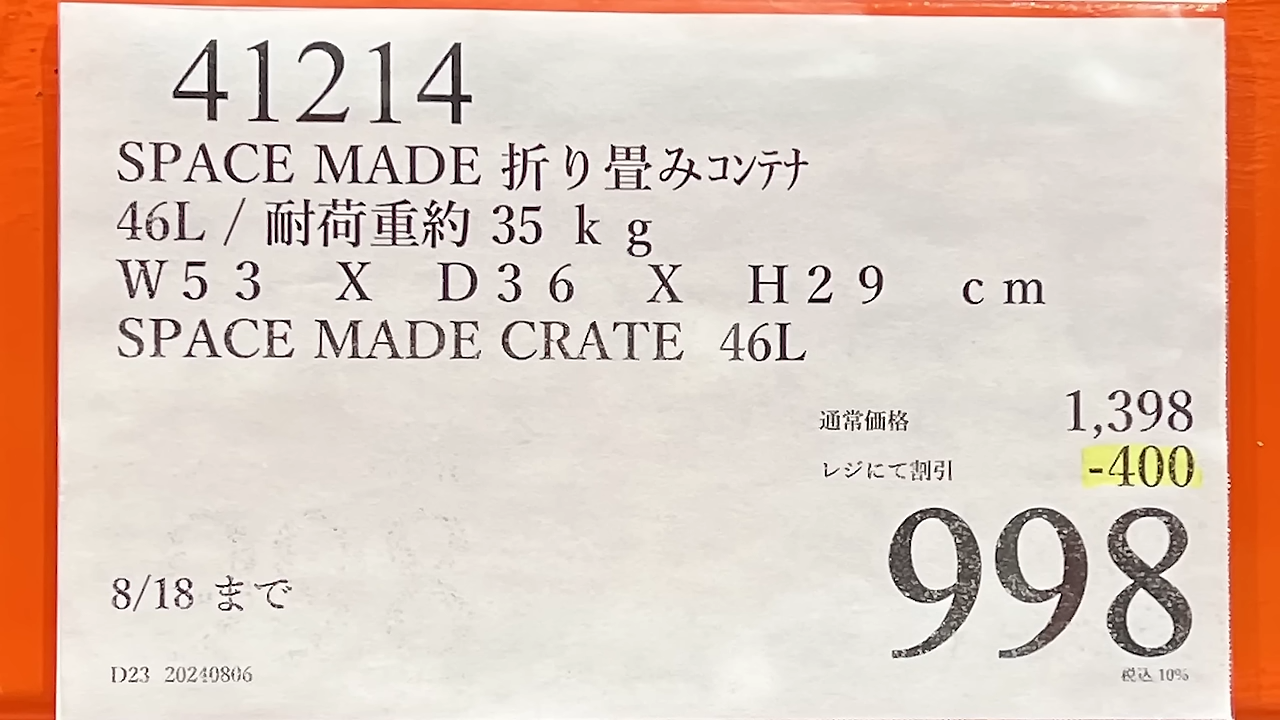 41214
SPACE MADE 折り畳みコンテナ
46L / 耐荷重約 35 ｋｇ
Ｗ５３　Ｘ　Ｄ３６　Ｘ　Ｈ２９　ｃｍ
SPACE MADE CRATE 46L
通常価格 1,398
レジにて割引 -400
998
8/18 まで
D23 20240806
税込 10%